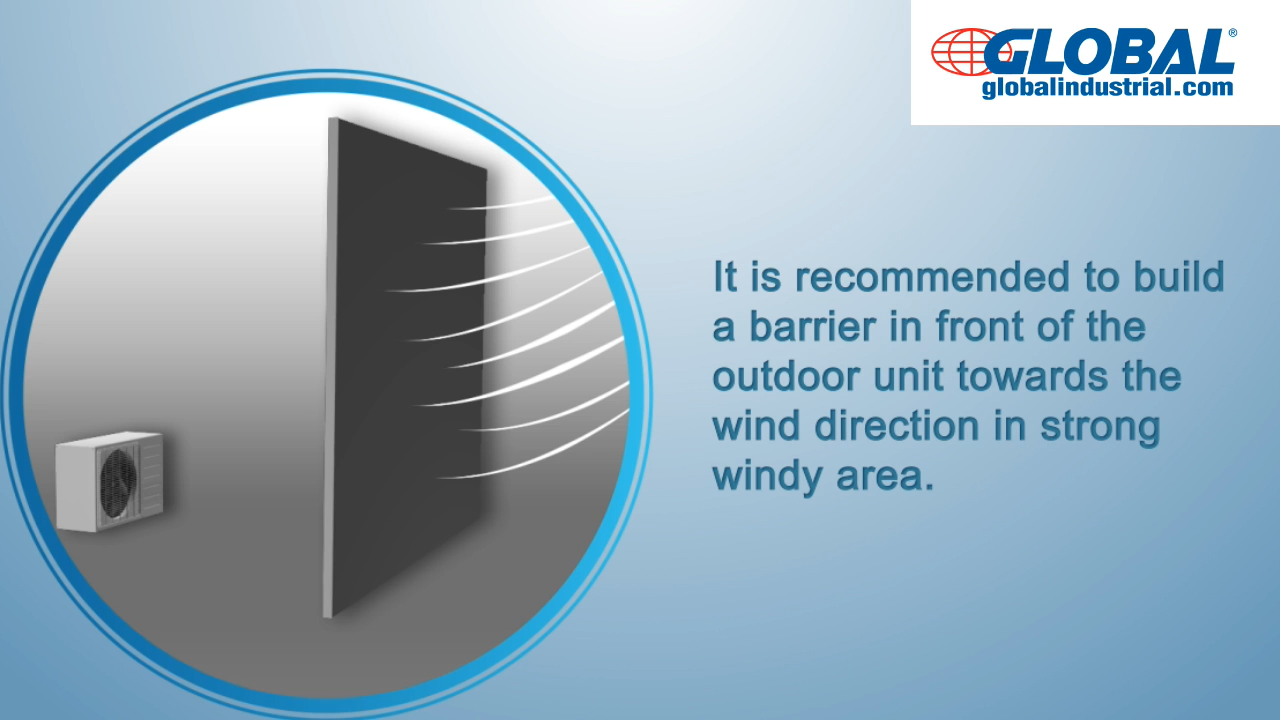 GLOBAL®
globalindustrial.com
It is recommended to build
a barrier in front of the
outdoor unit towards the
wind direction in strong
windy area.